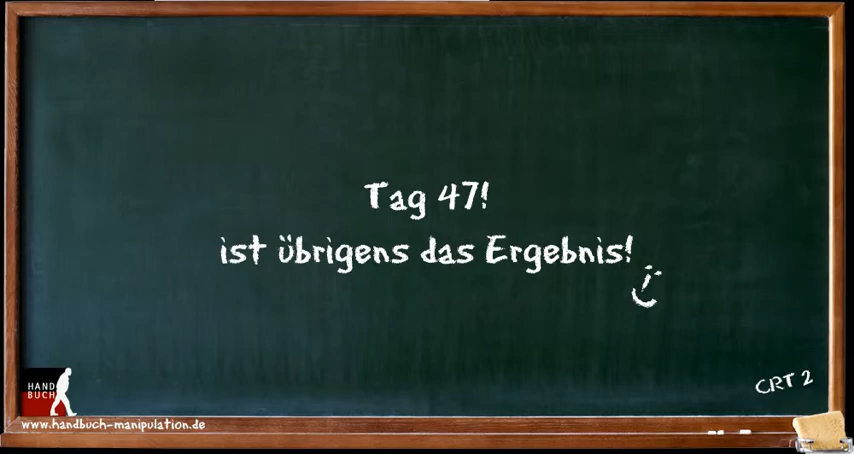 Tag 47!
ist übrigens das Ergebnis!
HAND
BUCH
CRT 2
www.handbuch-manipulation.de